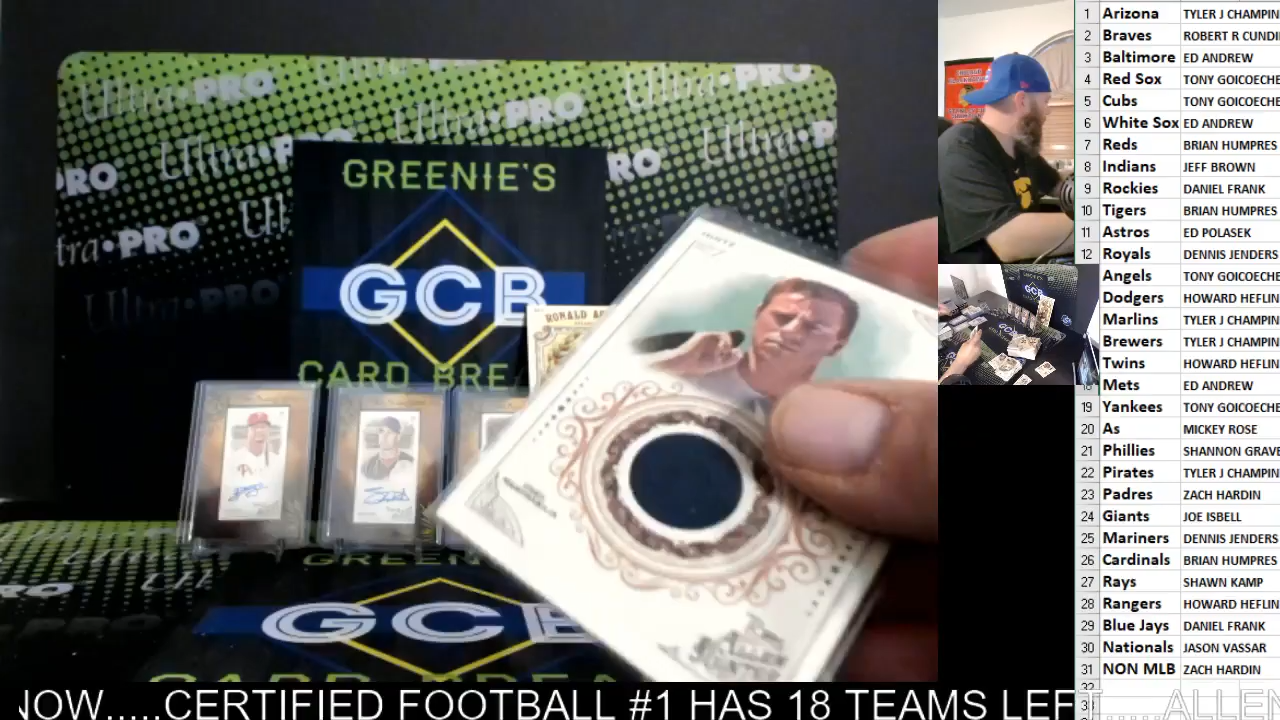 Ultra•PRO
GREENIE'S
GCB
CARD BRE
RONALD
GREEN
GCB
1 Arizona TYLER J CHAMPIN
2 Braves ROBERT R CUNDI
3 Baltimore ED ANDREW
4 Red Sox TONY GOICOECHE
5 Cubs TONY GOICOECHE
6 White Sox ED ANDREW
7 Reds BRIAN HUMPRES
8 Indians JEFF BROWN
9 Rockies DANIEL FRANK
10 Tigers BRIAN HUMPRES
11 Astros ED POLASEK
12 Royals DENNIS JENDERS
Angels TONY GOICOECHE
Dodgers HOWARD HEFLIN
Marlins TYLER J CHAMPIN
Brewers TYLER J CHAMPIN
Twins HOWARD HEFLIN
Mets ED ANDREW
19 Yankees TONY GOICOECHE
20 As MICKEY ROSE
21 Phillies SHANNON GRAVE
22 Pirates TYLER J CHAMPIN
23 Padres ZACH HARDIN
24 Giants JOE ISBELL
25 Mariners DENNIS JENDERS
26 Cardinals BRIAN HUMPRES
27 Rays SHAWN KAMP
28 Rangers HOWARD HEFLIN
29 Blue Jays DANIEL FRANK
30 Nationals JASON VASSAR
31 NON MLB ZACH HARDIN
NOW.....CERTIFIED FOOTBALL #1 HAS 18 TEAMS LEFT.....ALLEN